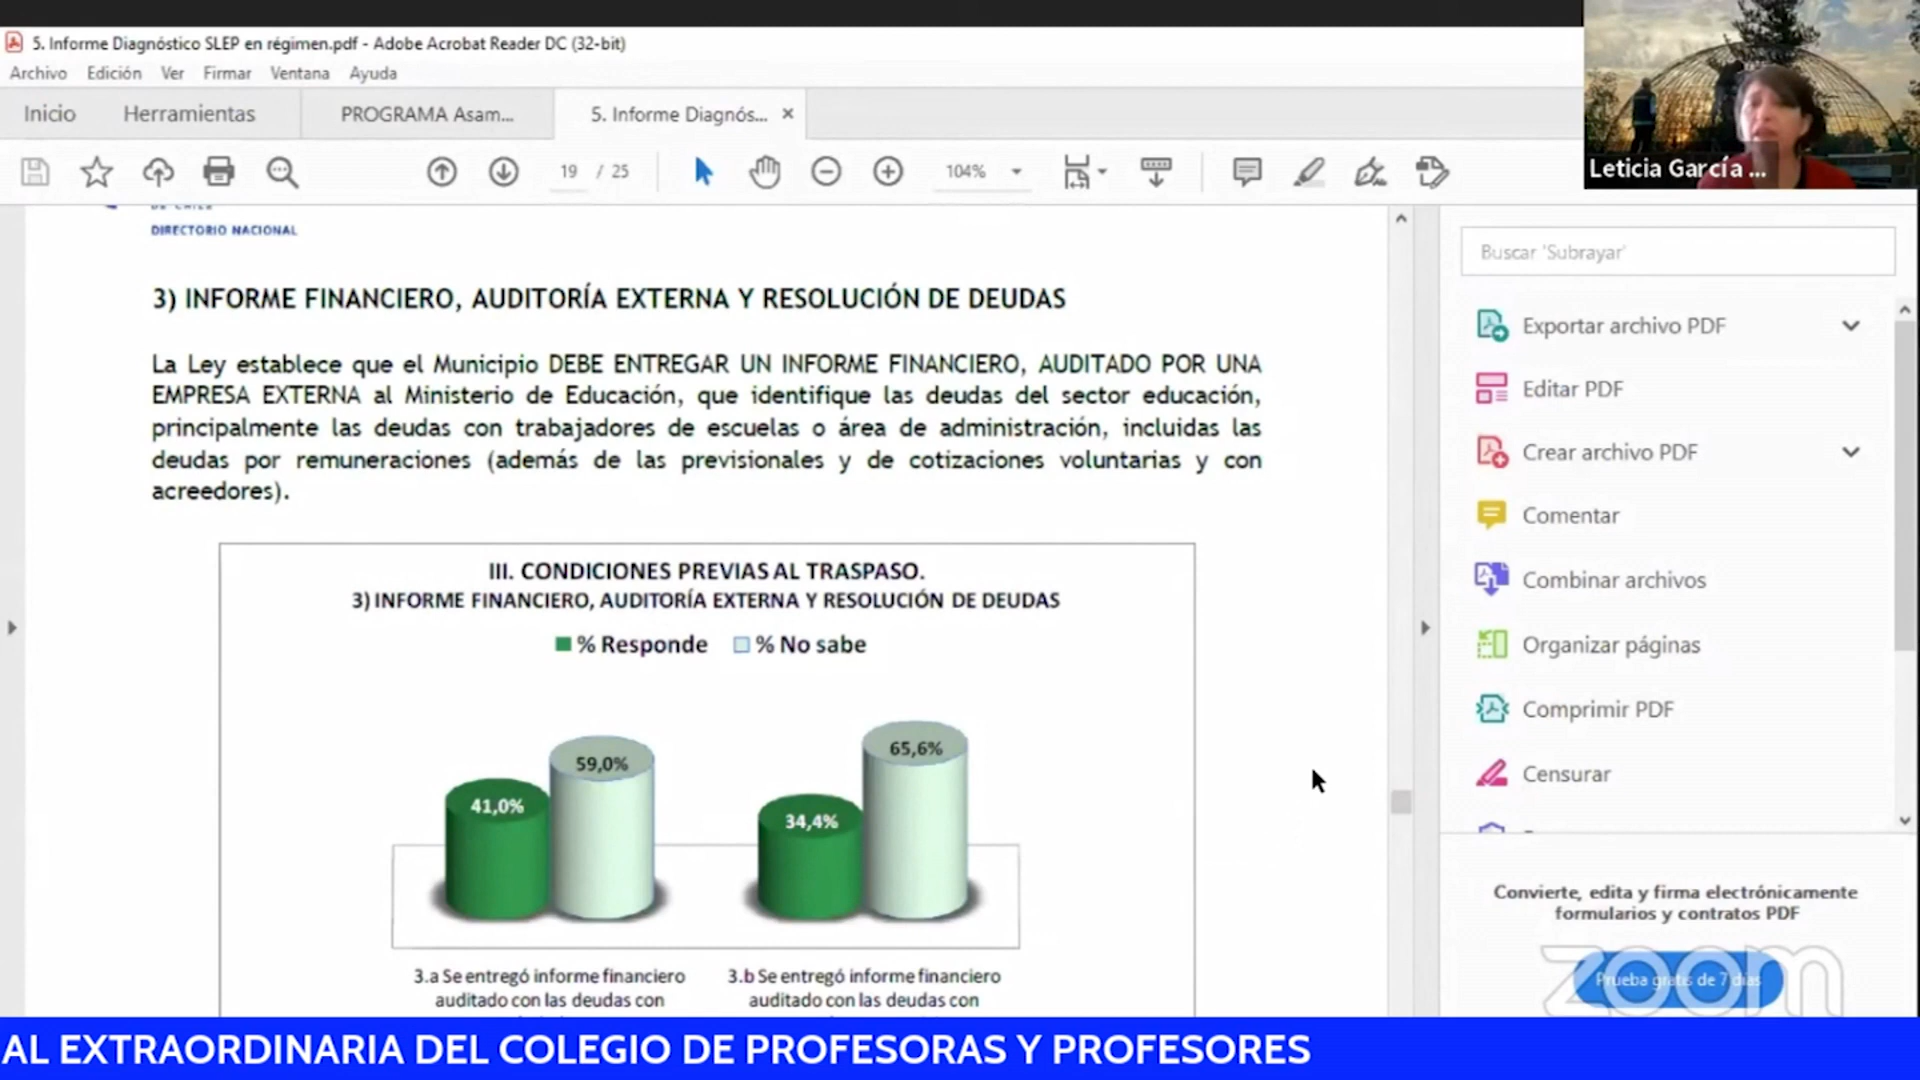 5. Informe Diagnóstico SLEP en régimen.pdf - Adobe Acrobat Reader DC (32-bit)
Archivo Edición Ver Firmar Ventana Ayuda
Inicio Herramientas PROGRAMA Asam... 5. Informe Diagnós... ×
19 / 25 104%
Leticia García ...
DE CHILE
DIRECTORIO NACIONAL
3) INFORME FINANCIERO, AUDITORÍA EXTERNA Y RESOLUCIÓN DE DEUDAS
La Ley establece que el Municipio DEBE ENTREGAR UN INFORME FINANCIERO, AUDITADO POR UNA
EMPRESA EXTERNA al Ministerio de Educación, que identifique las deudas del sector educación,
principalmente las deudas con trabajadores de escuelas o área de administración, incluidas las
deudas por remuneraciones (además de las previsionales y de cotizaciones voluntarias y con
acreedores).
III. CONDICIONES PREVIAS AL TRASPASO.
3) INFORME FINANCIERO, AUDITORÍA EXTERNA Y RESOLUCIÓN DE DEUDAS
% Responde % No sabe
41,0% 59,0% 34,4% 65,6%
3.a Se entregó informe financiero
auditado con las deudas con
3.b Se entregó informe financiero
auditado con las deudas con
Buscar 'Subrayar'
Exportar archivo PDF
Editar PDF
Crear archivo PDF
Comentar
Combinar archivos
Organizar páginas
Comprimir PDF
Censurar
Convierte, edita y firma electrónicamente
formularios y contratos PDF
Prueba gratis de 7 días
zoom
AL EXTRAORDINARIA DEL COLEGIO DE PROFESORAS Y PROFESORES